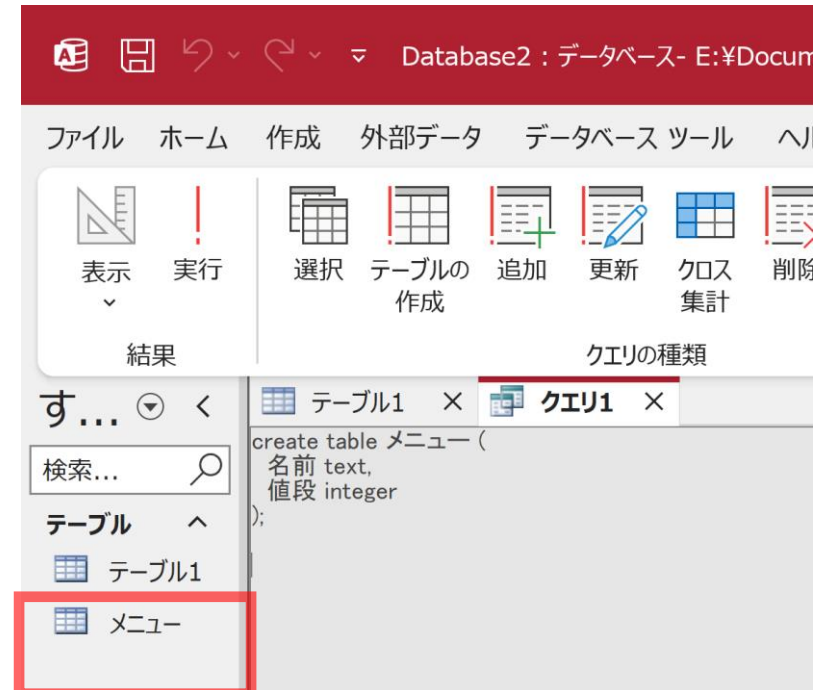 Database2 : データベース- E:¥Docum
ファイル ホーム 作成 外部データ データベース ツール ヘル
表示 実行 選択 テーブルの 作成 追加 更新 クロス 集計 削除
結果 クエリの種類
す... テーブル1 クエリ1
検索...
create table メニュー (
名前 text,
値段 integer
);
テーブル
テーブル1
メニュー